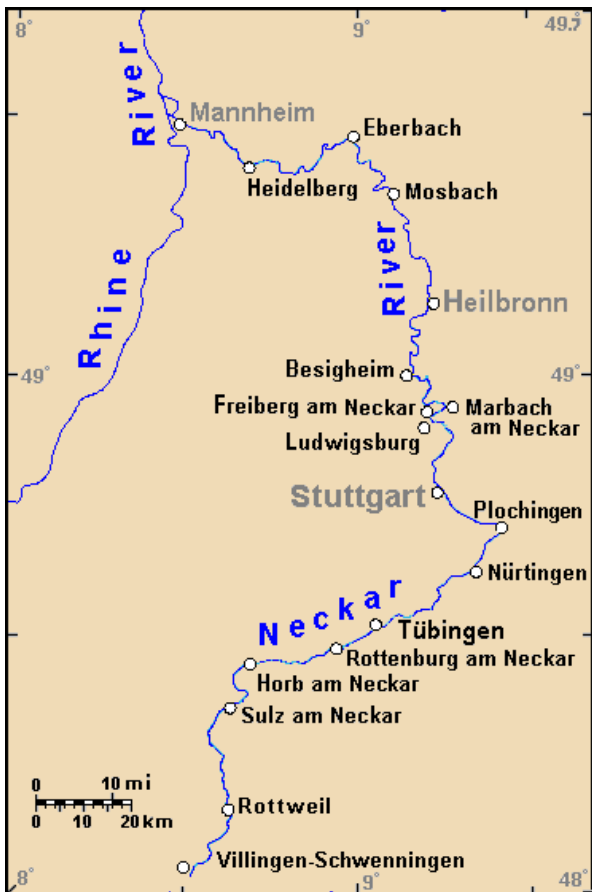 8°
9°
49.7
River
Mannheim
Eberbach
Heidelberg
Mosbach
River
Rhine
Heilbronn
Besigheim
49°
49°
Freiberg am Neckar
Marbach
am Neckar
Ludwigsburg
Stuttgart
Plochingen
Nürtingen
Neckar
Tübingen
Rottenburg am Neckar
Horb am Neckar
Sulz am Neckar
0 10 mi
0 10 20 km
Rottweil
Villingen-Schwenningen
8°
9°
48°